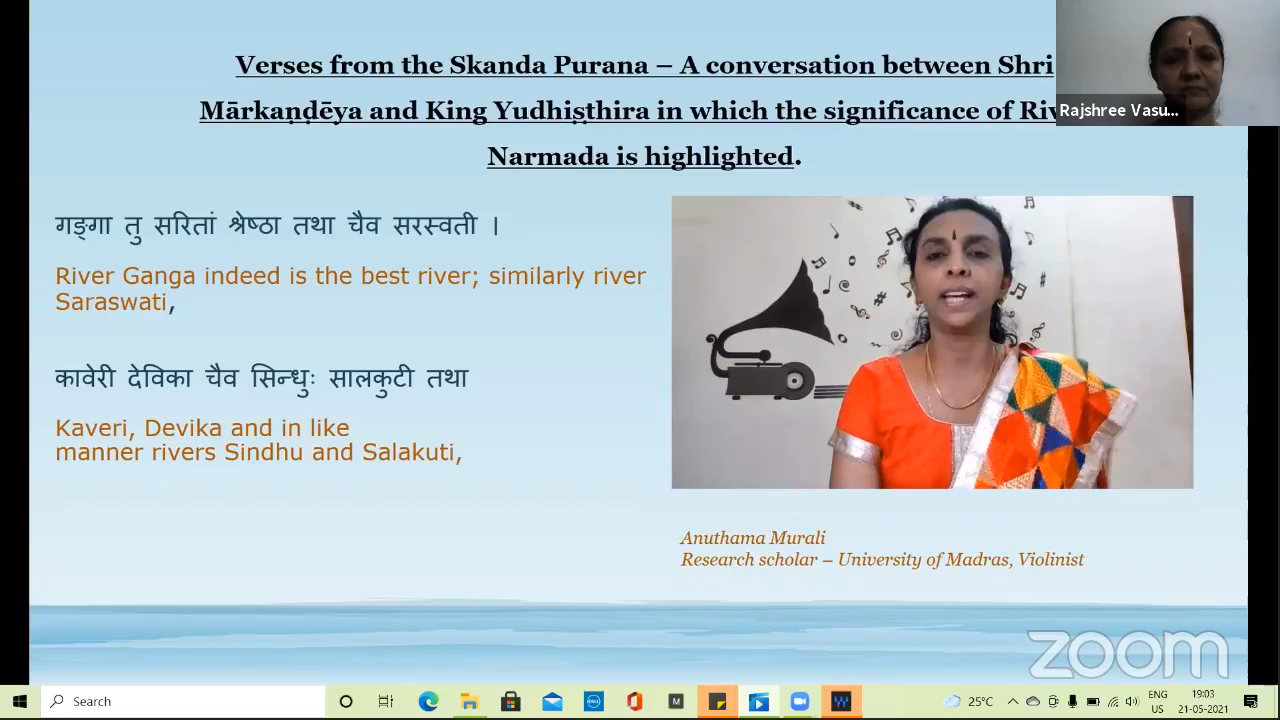 Verses from the Skanda Purana – A conversation between Shri
Mārkaṇḍēya and King Yudhiṣṭhira in which the significance of
Narmada is highlighted.
Rajshree Vasu...
गङ्गा तु सरितां श्रेष्ठा तथा चैव सरस्वती ।
River Ganga indeed is the best river; similarly river
Saraswati,
कावेरी देविका चैव सिन्धुः सालकुटी तथा
Kaveri, Devika and in like
manner rivers Sindhu and Salakuti,
Anuthama Murali
Research scholar – University of Madras, Violinist
zoom
Search
DELL
M
25°C
ENG
US
19:03
21-05-2021